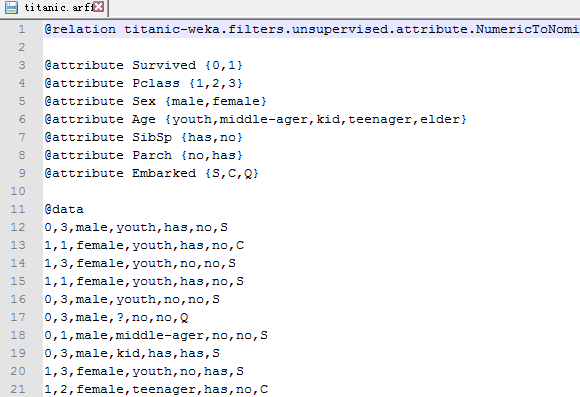 titanic.arff
1 @relation titanic-weka.filters.unsupervised.attribute.NumericToNomi
2
3 @attribute Survived {0,1}
4 @attribute Pclass {1,2,3}
5 @attribute Sex {male,female}
6 @attribute Age {youth,middle-ager,kid,teenager,elder}
7 @attribute SibSp {has,no}
8 @attribute Parch {no,has}
9 @attribute Embarked {S,C,Q}
10
11 @data
12 0,3,male,youth,has,no,S
13 1,1,female,youth,has,no,C
14 1,3,female,youth,no,no,S
15 1,1,female,youth,has,no,S
16 0,3,male,youth,no,no,S
17 0,3,male,?,no,no,Q
18 0,1,male,middle-ager,no,no,S
19 0,3,male,kid,has,has,S
20 1,3,female,youth,no,has,S
21 1,2,female,teenager,has,no,C